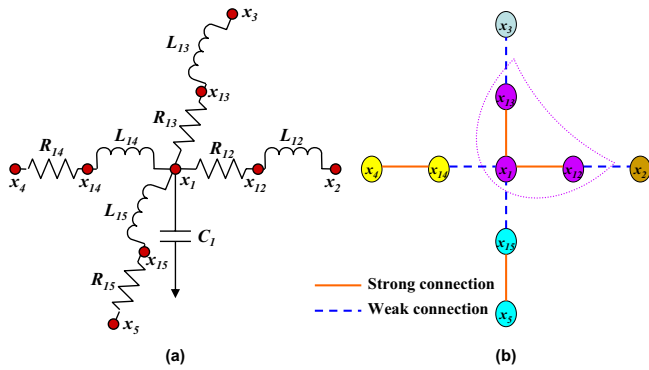 x3
L13
x13
R13
L14
R14
R12
L12
x4
x14
x1
x12
x2
L15
C1
x15
R15
x5
(a)
x3
x13
x4
x14
x1
x12
x2
x15
x5
Strong connection
Weak connection
(b)